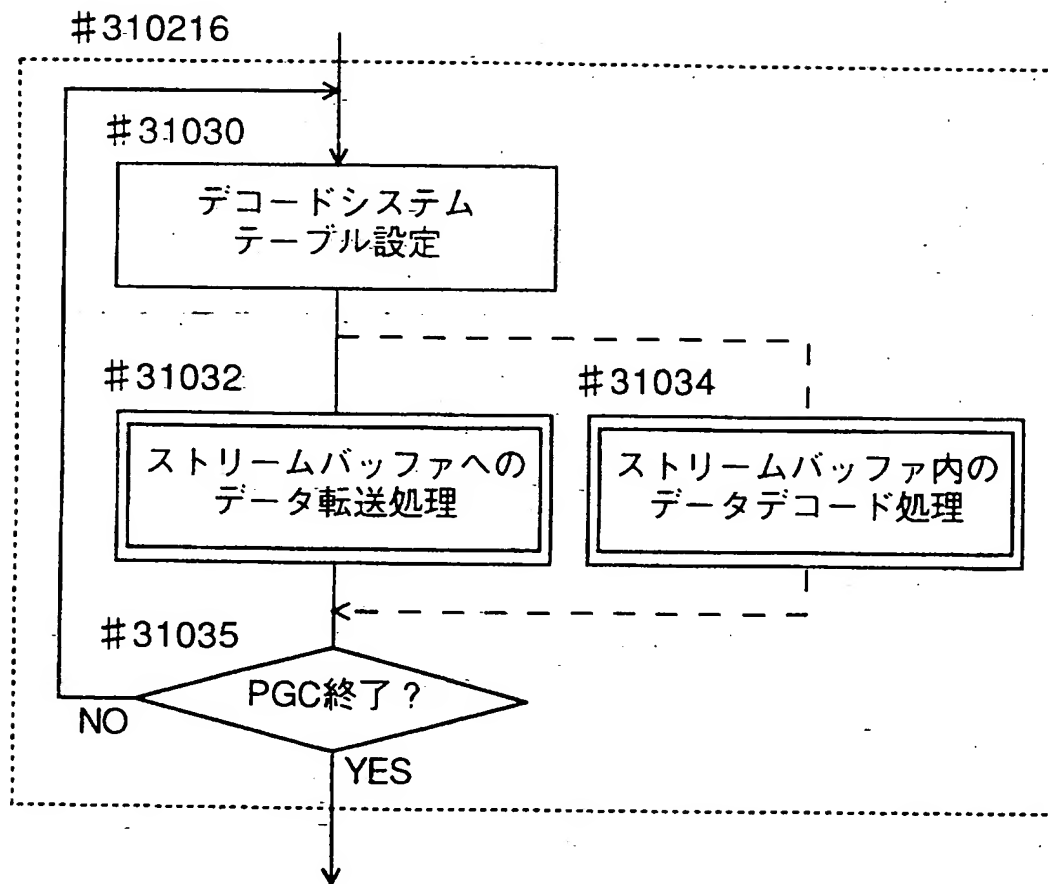 #310216
#31030
デコードシステム
テーブル設定
#31032
#31034
ストリームバッファへの
データ転送処理
ストリームバッファ内の
データデコード処理
#31035
PGC終了?
NO
YES